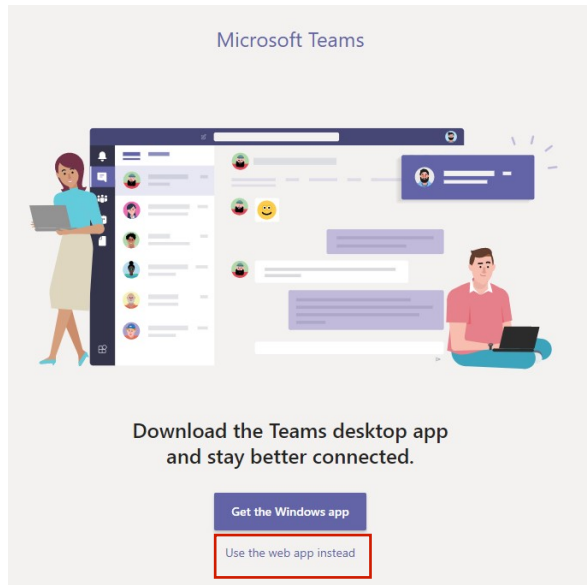 Microsoft Teams
Download the Teams desktop app
and stay better connected.
Get the Windows app
Use the web app instead